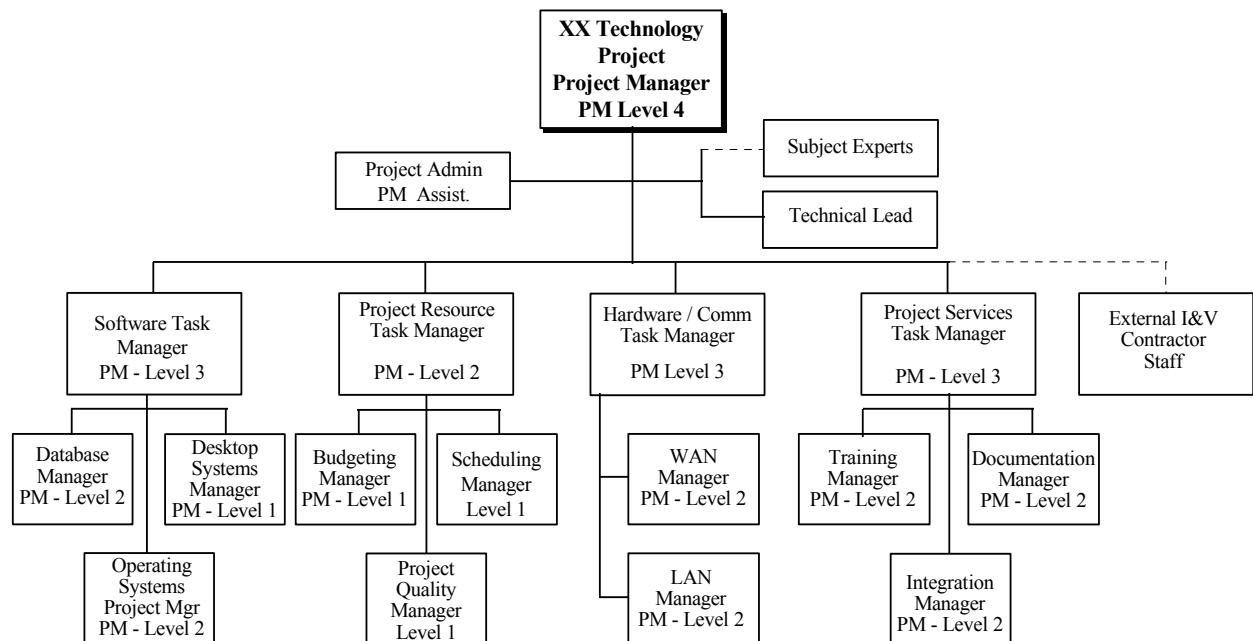 XX Technology
Project
Project Manager
PM Level 4
Subject Experts
Project Admin
PM Assist.
Technical Lead
Software Task
Manager
PM - Level 3
Project Resource
Task Manager
PM - Level 2
Hardware / Comm
Task Manager
PM Level 3
Project Services
Task Manager
PM - Level 3
External I&V
Contractor
Staff
Database
Manager
PM - Level 2
Desktop
Systems
Manager
PM - Level 1
Budgeting
Manager
PM - Level 1
Scheduling
Manager
Level 1
WAN
Manager
PM - Level 2
Training
Manager
PM - Level 2
Documentation
Manager
PM - Level 2
Operating
Systems
Project Mgr
PM - Level 2
Project
Quality
Manager
Level 1
LAN
Manager
PM - Level 2
Integration
Manager
PM - Level 2